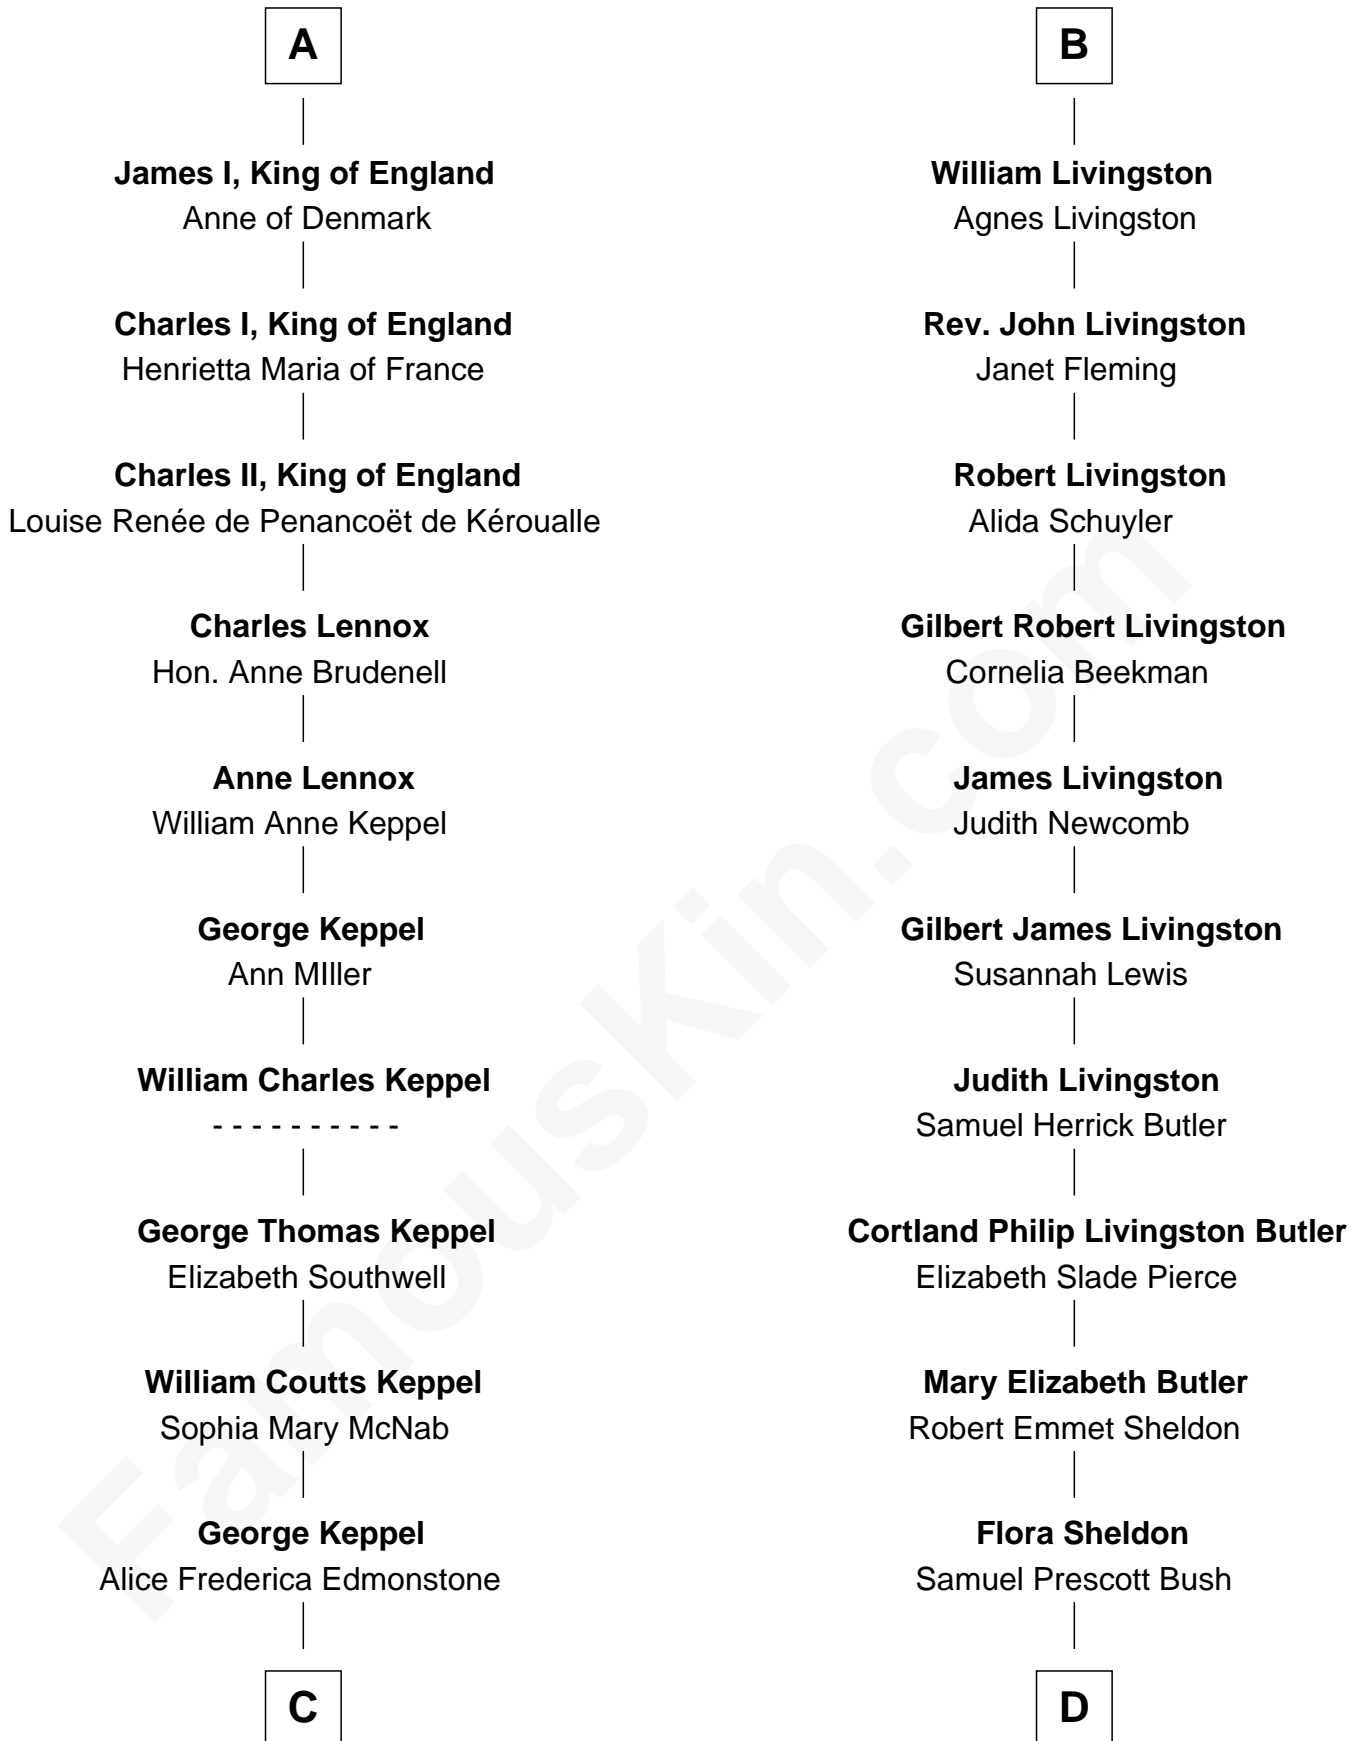 A
James I, King of England
Anne of Denmark
Charles I, King of England
Henrietta Maria of France
Charles II, King of England
Louise Renée de Penancoët de Kéroualle
Charles Lennox
Hon. Anne Brudenell
Anne Lennox
William Anne Keppel
George Keppel
Ann MIller
William Charles Keppel
- - - - - - - - - -
George Thomas Keppel
Elizabeth Southwell
William Coutts Keppel
Sophia Mary McNab
George Keppel
Alice Frederica Edmonstone
C
B
William Livingston
Agnes Livingston
Rev. John Livingston
Janet Fleming
Robert Livingston
Alida Schuyler
Gilbert Robert Livingston
Cornelia Beekman
James Livingston
Judith Newcomb
Gilbert James Livingston
Susannah Lewis
Judith Livingston
Samuel Herrick Butler
Cortland Philip Livingston Butler
Elizabeth Slade Pierce
Mary Elizabeth Butler
Robert Emmet Sheldon
Flora Sheldon
Samuel Prescott Bush
D
FamousKin.com